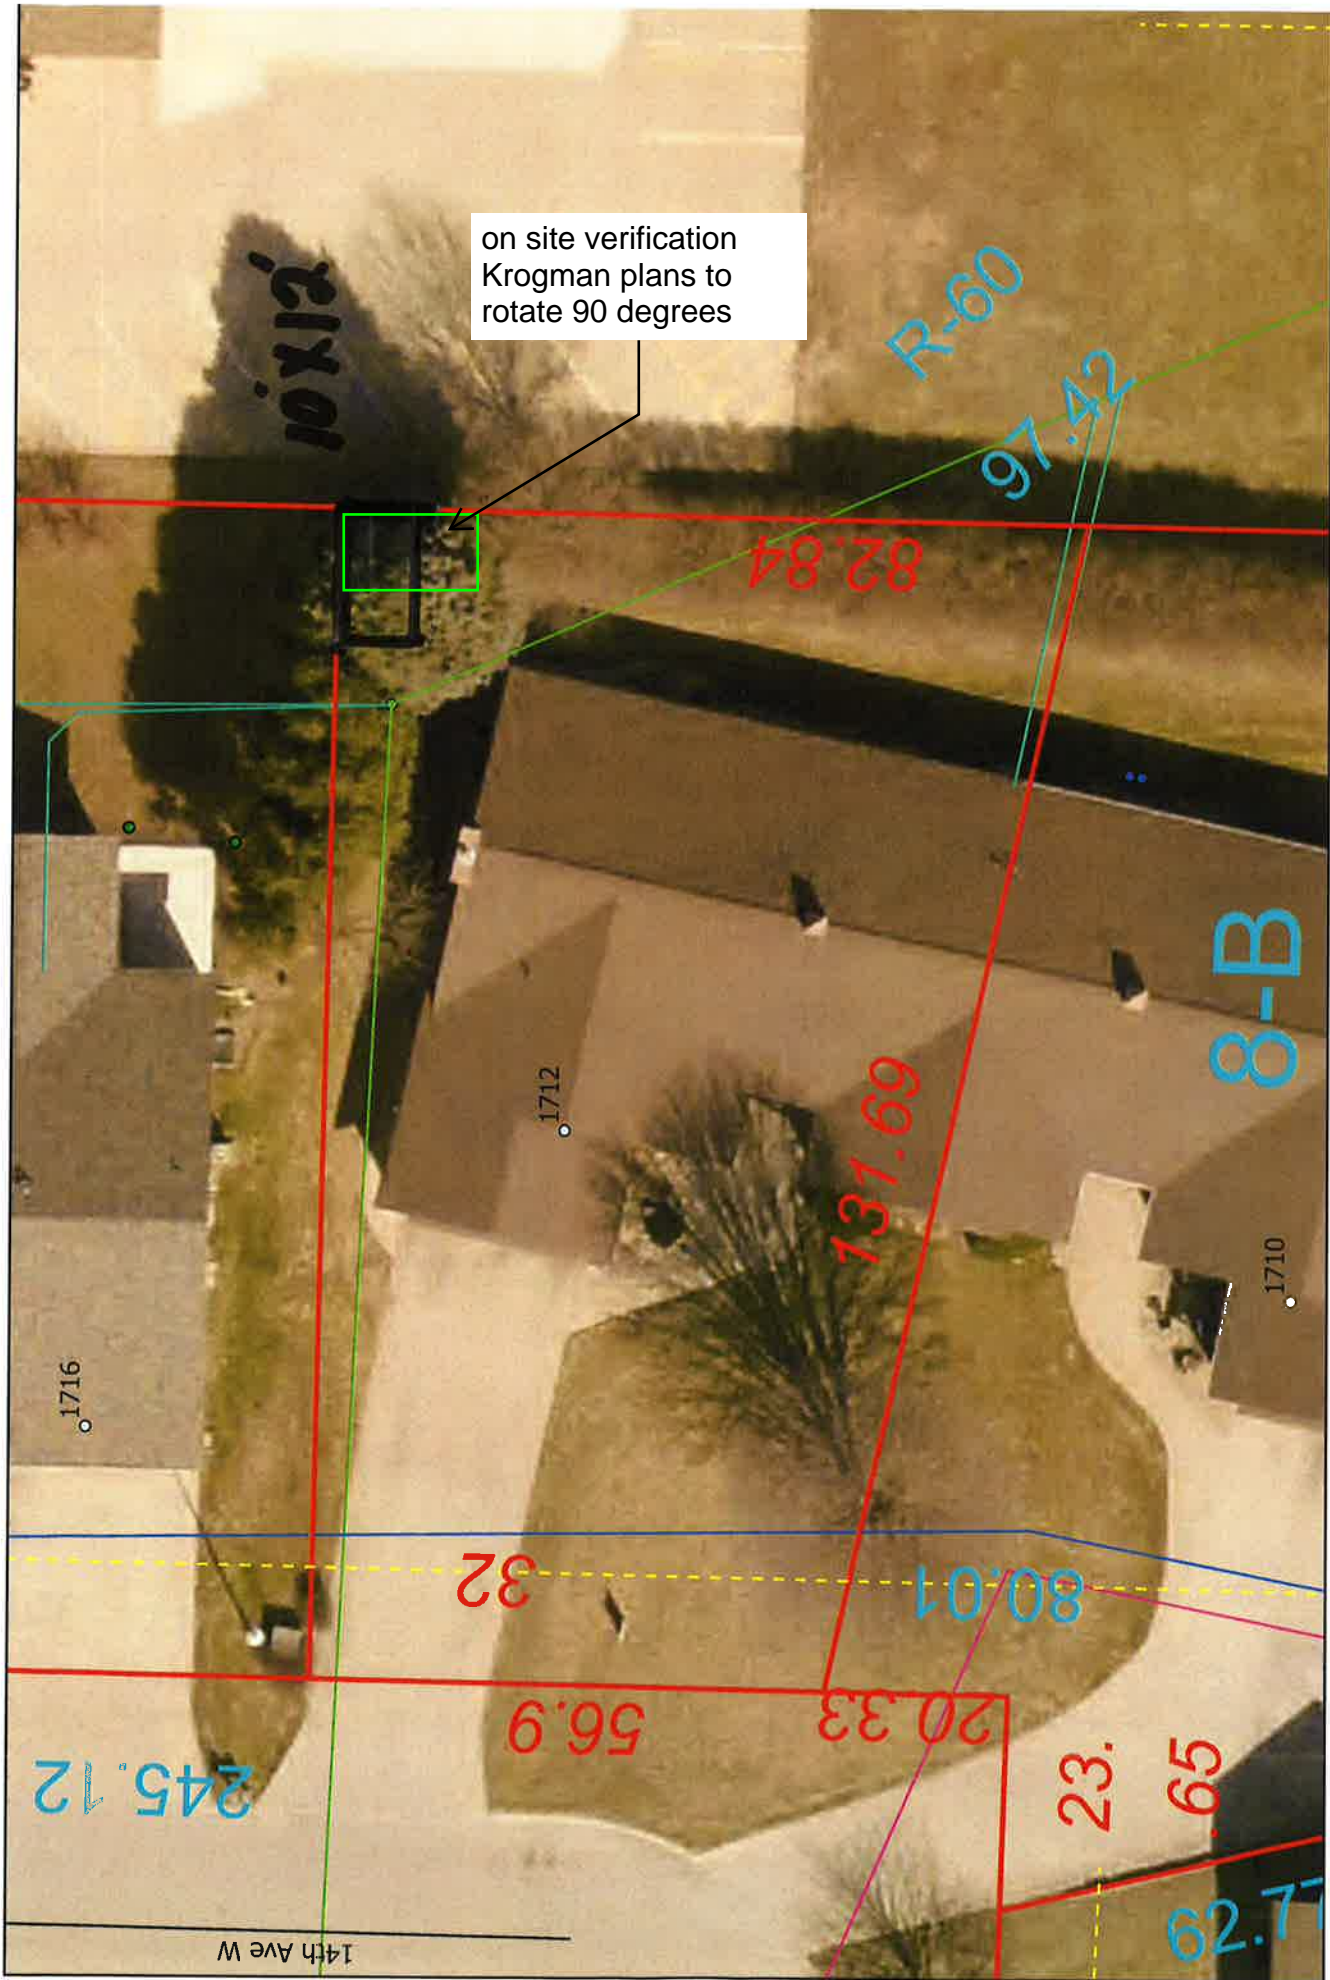 10'X13'
on site verification
Krogman plans to
rotate 90 degrees
R-60
97.42
82.84
8-B
1712
131.69
1710
1716
32
80.01
56.9
20.33
245.12
23.
.65
62.77
14th Ave W